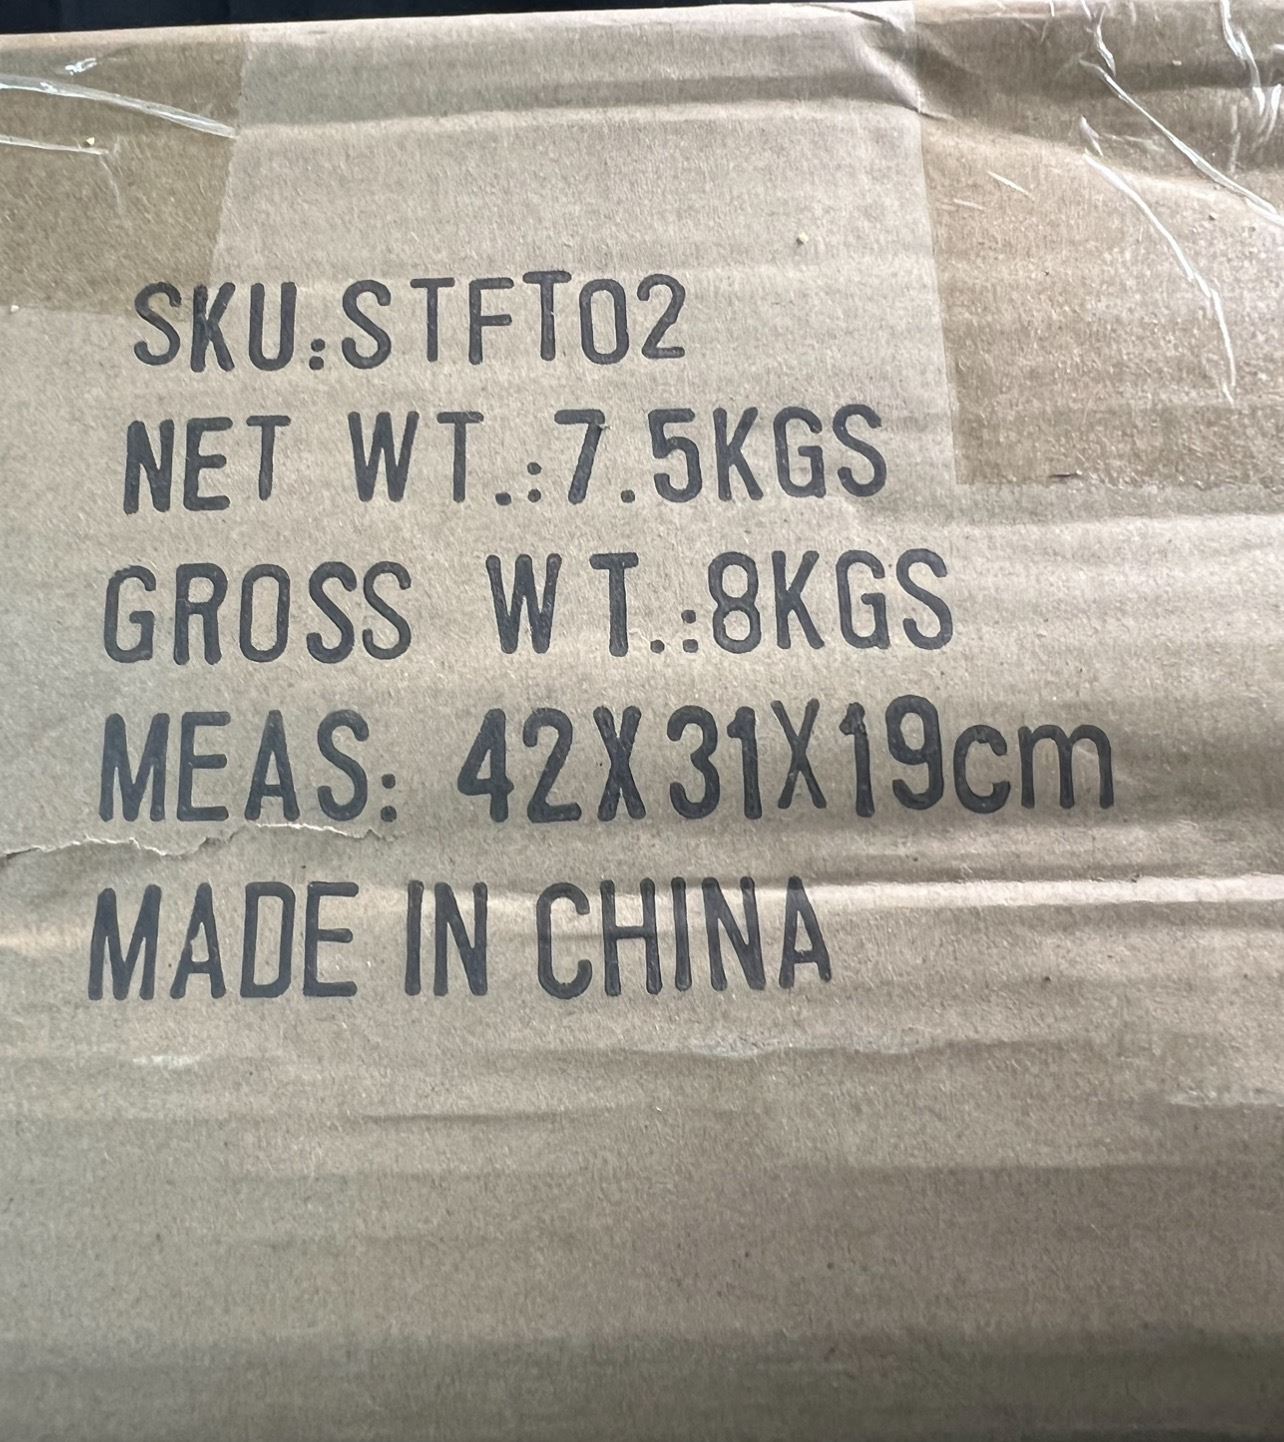 SKU:STFT02
NET WT.:7.5KGS
GROSS WT.:8KGS
MEAS: 42X31X19cm
MADE IN CHINA